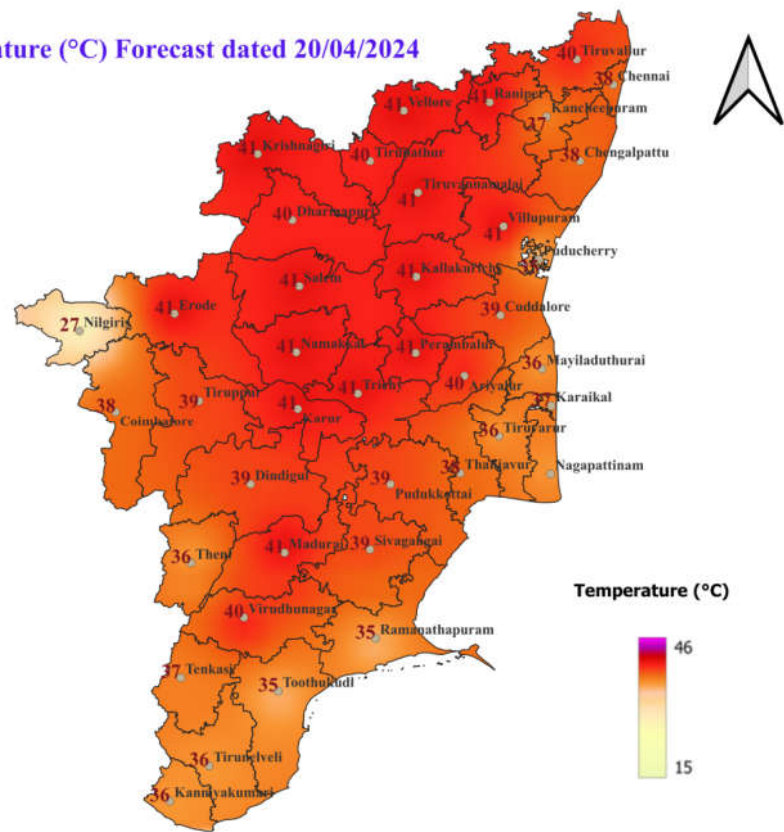 ature (°C) Forecast dated 20/04/2024
40 Tiruvallur
38 Chennai
41 Vellore
41 Ranipet
37 Kancheepuram
41 Krishnagiri
40 Tirupathur
38 Chengalpattu
41 Tiruvannamalai
40 Dharmapuri
41 Villupuram
Puducherry
41 Salem
41 Kallakurichi
41 Erode
39 Cuddalore
27 Nilgiris
41 Namakkal
41 Perambalur
36 Mayiladuthurai
38 Coimbatore
39 Tiruppur
41 Trichy
40 Ariyalur
37 Karaikal
41 Karur
36 Tiruvarur
39 Dindigul
39 Pudukkottai
Thanjavur
Nagapattinam
36 Theni
41 Madurai
39 Sivagangai
40 Virudhunagar
35 Ramanathapuram
37 Tenkasi
35 Toothukudi
36 Tirunelveli
36 Kanniyakumari
Temperature (°C)
46
15